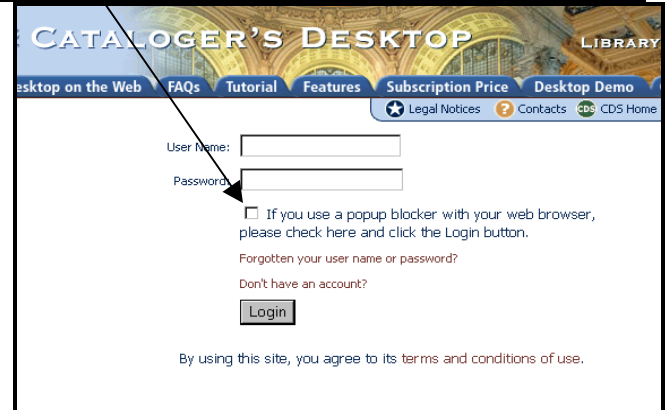 CATALOGER'S DESKTOP
LIBRARY
esktop on the Web FAQs Tutorial Features Subscription Price Desktop Demo
Legal Notices ? Contacts CDS CDS Home
User Name:
Password:
If you use a popup blocker with your web browser,
please check here and click the Login button.
Forgotten your user name or password?
Don't have an account?
Login
By using this site, you agree to its terms and conditions of use.